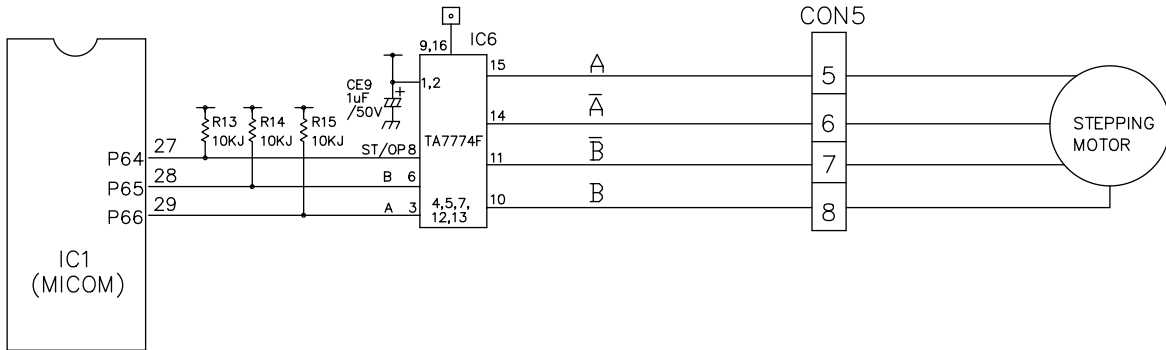 CON5
IC6
9,16
15
A
5
CE9
1uF
/50V
+
1,2
R13
10KJ
R14
10KJ
R15
10KJ
14
A̅
6
TA7774F
STEPPING
MOTOR
P64
27
ST/OP
8
11
B̅
7
P65
28
B
6
P66
29
A
3
4,5,7,
12,13
10
B
8
IC1
(MICOM)